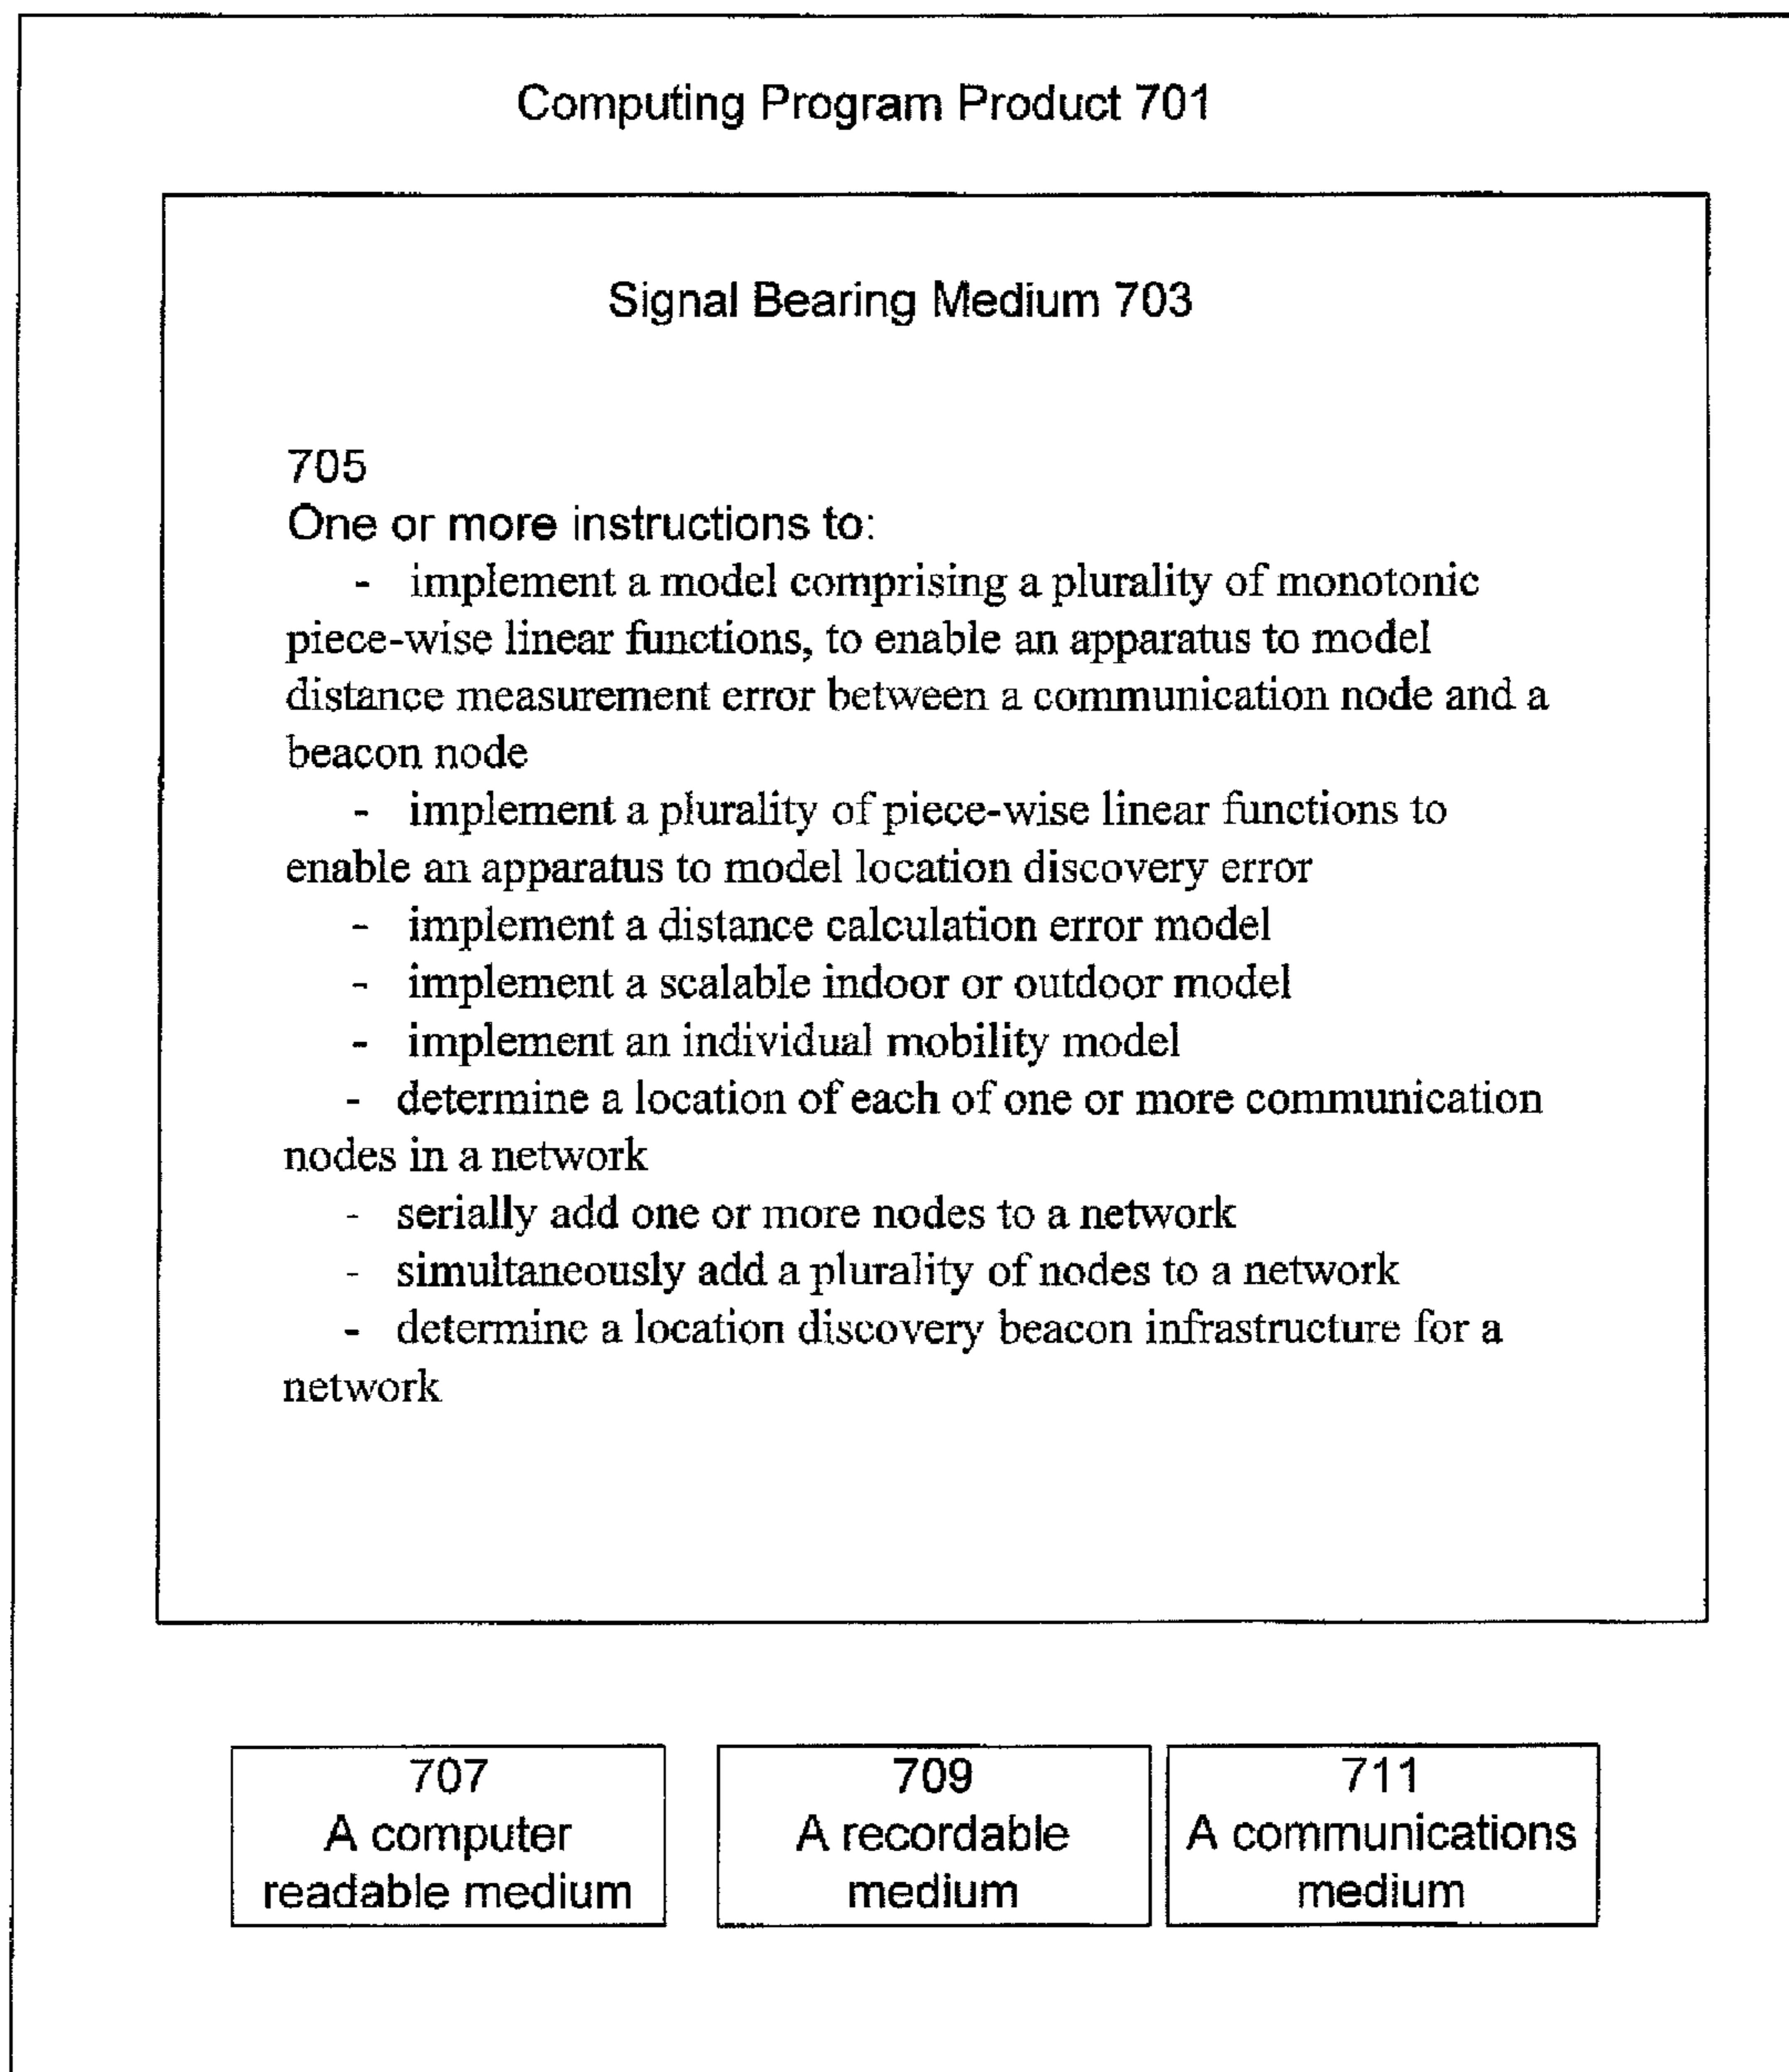 Computing Program Product 701
Signal Bearing Medium 703
705
One or more instructions to:
- implement a model comprising a plurality of monotonic
piece-wise linear functions, to enable an apparatus to model
distance measurement error between a communication node and a
beacon node
- implement a plurality of piece-wise linear functions to
enable an apparatus to model location discovery error
- implement a distance calculation error model
- implement a scalable indoor or outdoor model
- implement an individual mobility model
- determine a location of each of one or more communication
nodes in a network
- serially add one or more nodes to a network
- simultaneously add a plurality of nodes to a network
- determine a location discovery beacon infrastructure for a
network
707
A computer
readable medium
709
A recordable
medium
711
A communications
medium